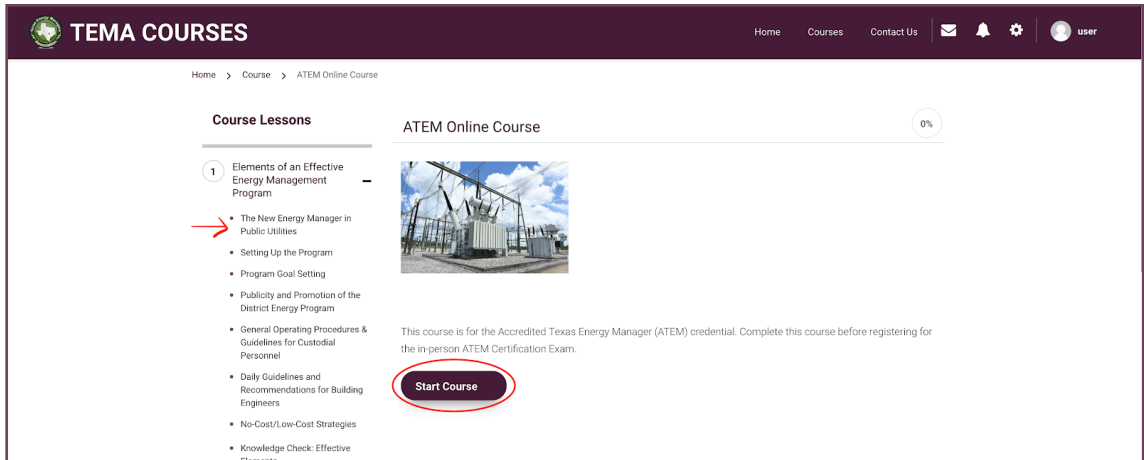 TEMA COURSES
Home Courses Contact Us user
Home > Course > ATEM Online Course
Course Lessons
1 Elements of an Effective
Energy Management
Program
The New Energy Manager in
Public Utilities
Setting Up the Program
Program Goal Setting
Publicity and Promotion of the
District Energy Program
General Operating Procedures &
Guidelines for Custodial
Personnel
Daily Guidelines and
Recommendations for Building
Engineers
No-Cost/Low-Cost Strategies
Knowledge Check: Effective
ATEM Online Course
0%
This course is for the Accredited Texas Energy Manager (ATEM) credential. Complete this course before registering for
the in-person ATEM Certification Exam.
Start Course